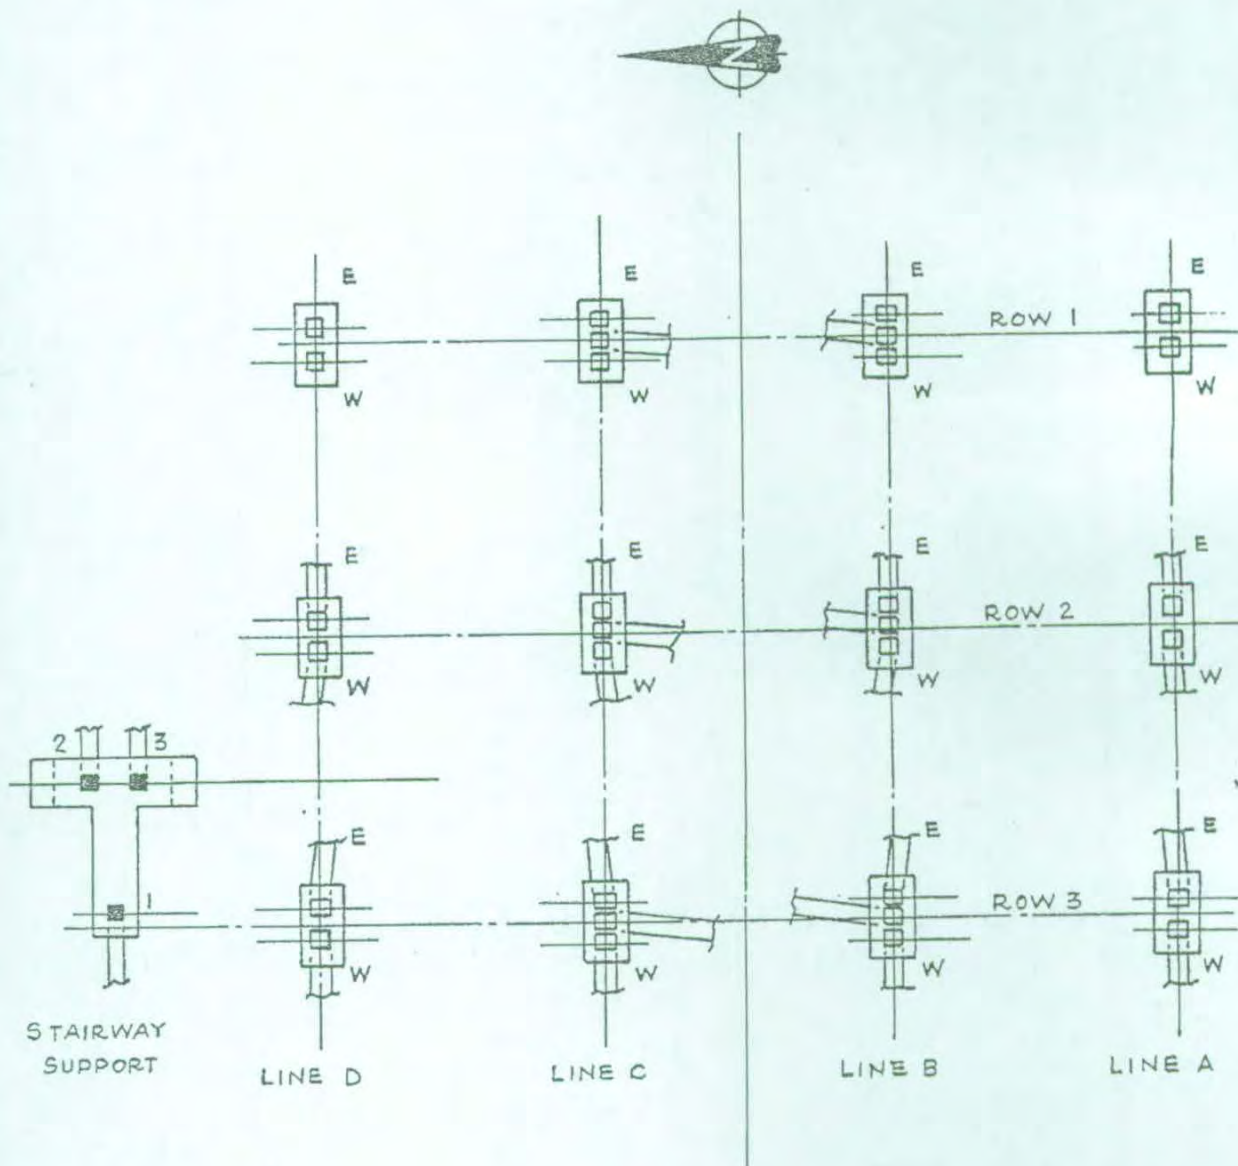 N
E E E E
ROW 1
W W W W
E E E E
ROW 2
W W W W
2 3
E E E E
1
ROW 3
W W W W
STAIRWAY
SUPPORT
LINE D LINE C LINE B LINE A